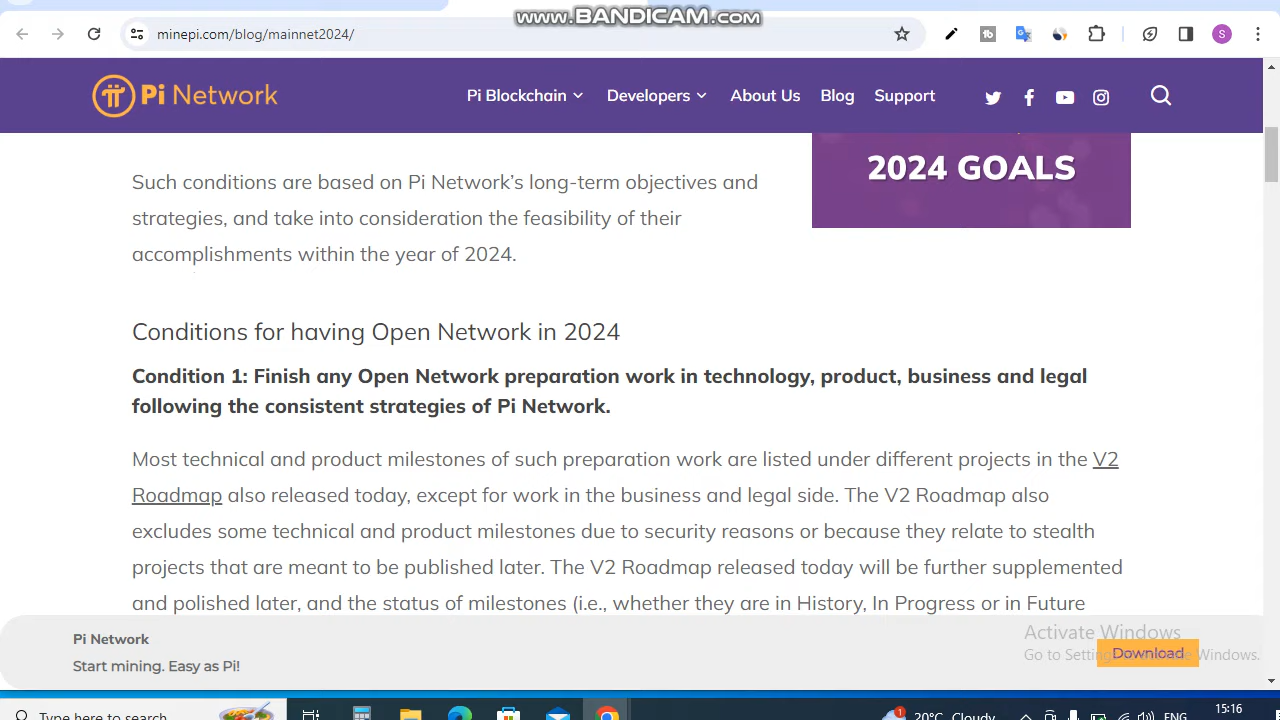 www.BANDICAM.com
minepi.com/blog/mainnet2024/
S
Pi Network
Pi Blockchain
Developers
About Us
Blog
Support
2024 GOALS
Such conditions are based on Pi Network’s long-term objectives and
strategies, and take into consideration the feasibility of their
accomplishments within the year of 2024.
Conditions for having Open Network in 2024
Condition 1: Finish any Open Network preparation work in technology, product, business and legal
following the consistent strategies of Pi Network.
Most technical and product milestones of such preparation work are listed under different projects in the V2
Roadmap also released today, except for work in the business and legal side. The V2 Roadmap also
excludes some technical and product milestones due to security reasons or because they relate to stealth
projects that are meant to be published later. The V2 Roadmap released today will be further supplemented
and polished later, and the status of milestones (i.e., whether they are in History, In Progress or in Future
Pi Network
Start mining. Easy as Pi!
Download
Activate Windows
Go to Settings to activate Windows.
Type here to search
1
20°C Cloudy
ENG
15:16